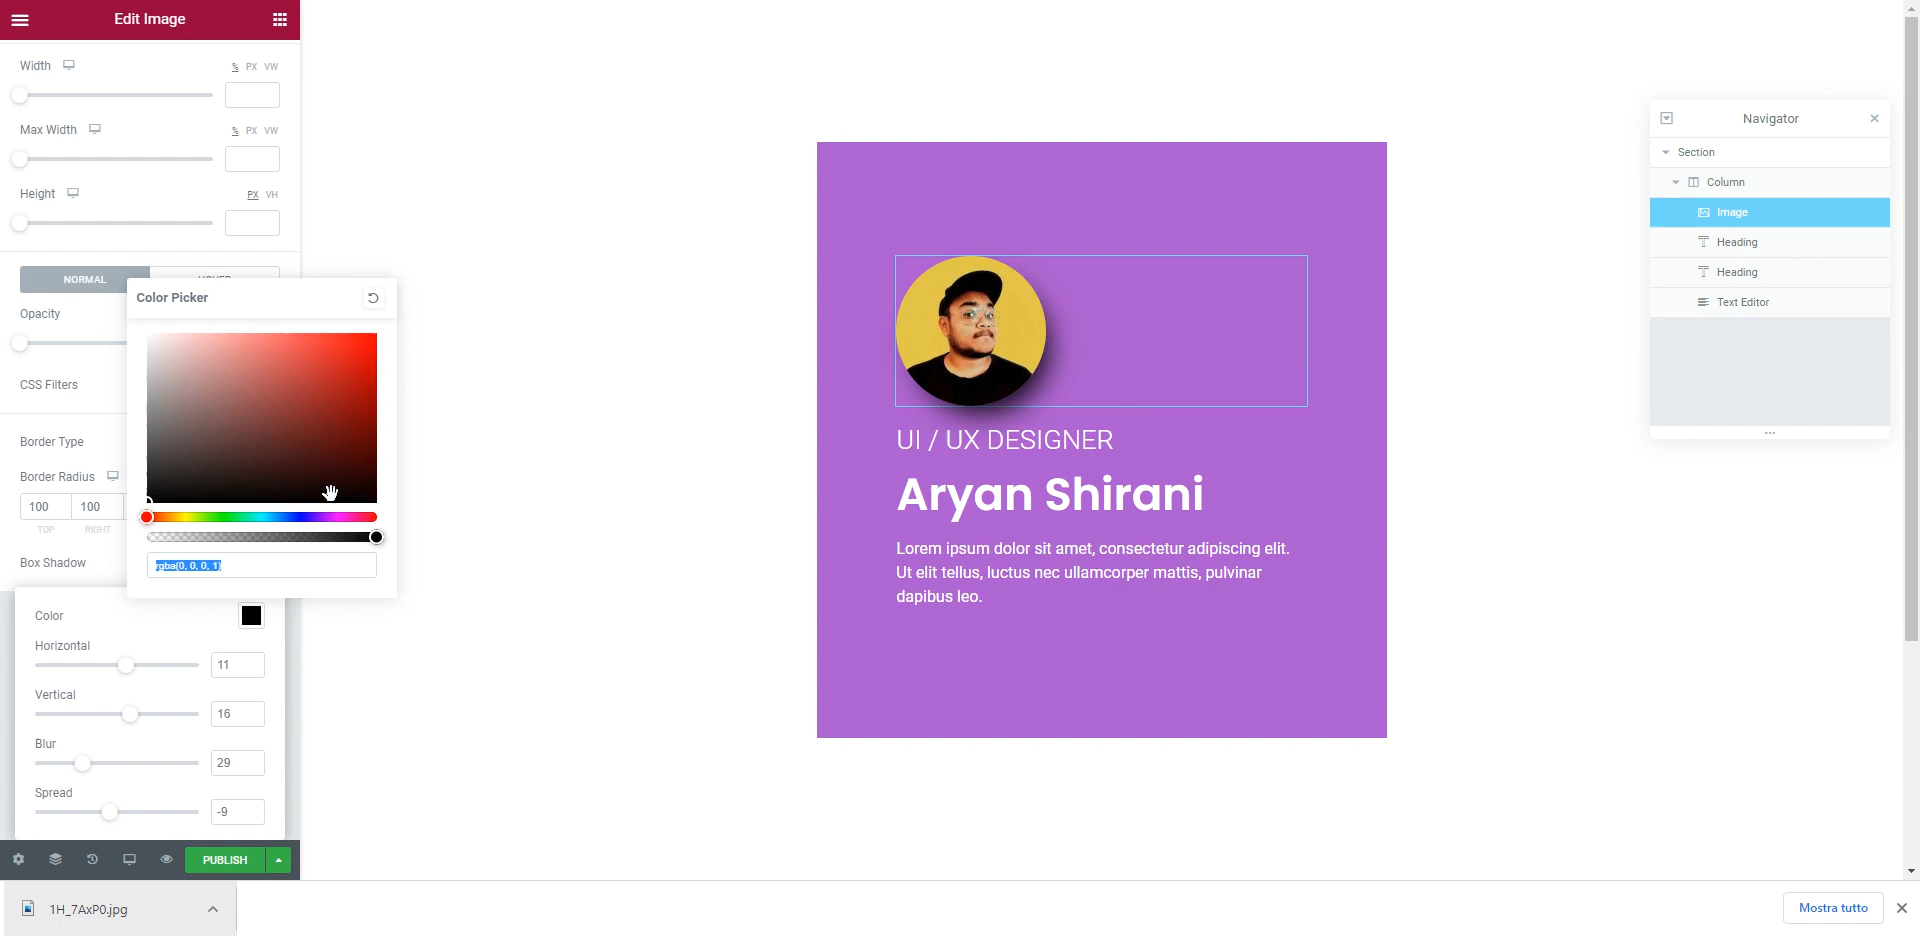 Edit Image
Width
% PX VW
Max Width
% PX VW
Height
PX VH
NORMAL
Color Picker
Opacity
CSS Filters
Border Type
Border Radius
100 100
TOP RIGHT
rgba(0, 0, 0, 1)
Box Shadow
Color
Horizontal
11
Vertical
16
Blur
29
Spread
-9
PUBLISH
UI / UX DESIGNER
Aryan Shirani
Lorem ipsum dolor sit amet, consectetur adipiscing elit.
Ut elit tellus, luctus nec ullamcorper mattis, pulvinar
dapibus leo.
Navigator
Section
Column
Image
Heading
Heading
Text Editor
1H_7AxP0.jpg
Mostra tutto